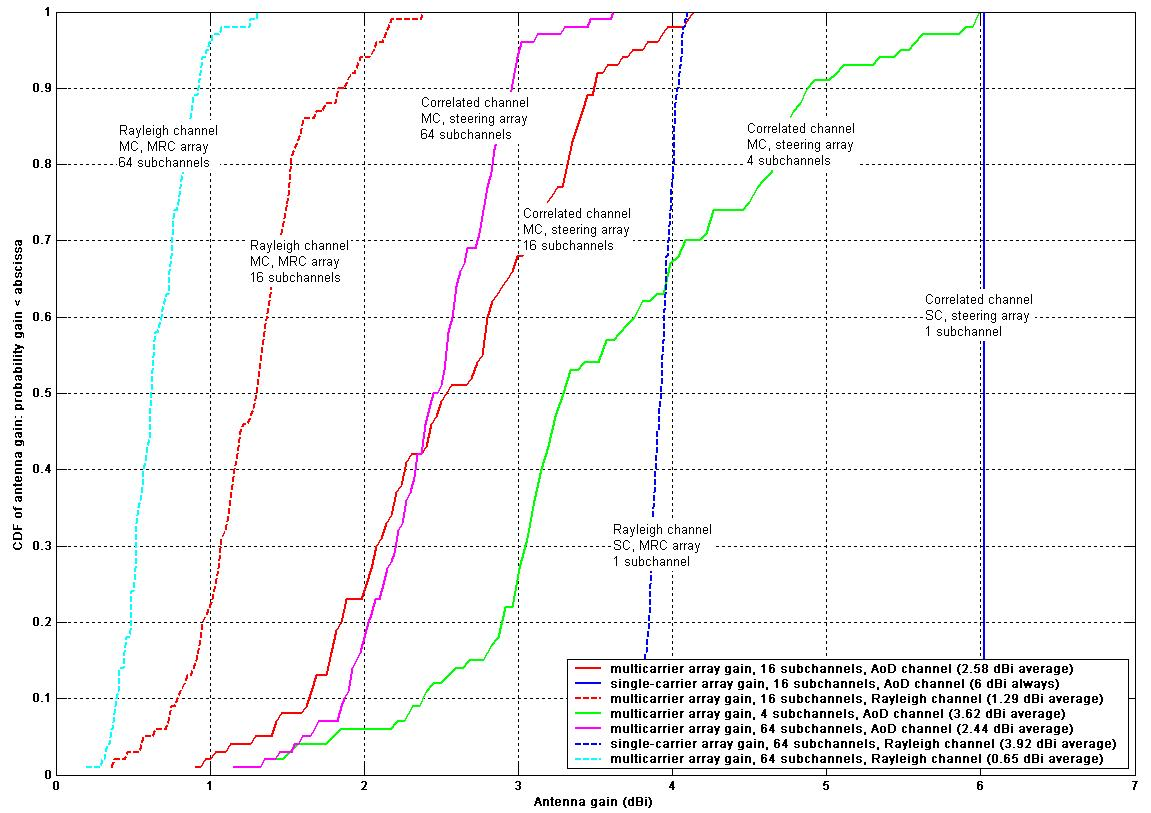 1
0.9
0.8
0.7
0.6
0.5
0.4
0.3
0.2
0.1
0
CDF of antenna gain: probability gain < abscissa
Rayleigh channel
MC, MRC array
64 subchannels
Rayleigh channel
MC, MRC array
16 subchannels
Correlated channel
MC, steering array
64 subchannels
Correlated channel
MC, steering array
16 subchannels
Correlated channel
MC, steering array
4 subchannels
Correlated channel
SC, steering array
1 subchannel
Rayleigh channel
SC, MRC array
1 subchannel
multicarrier array gain, 16 subchannels, AoD channel (2.58 dBi average)
single-carrier array gain, 16 subchannels, AoD channel (6 dBi always)
multicarrier array gain, 16 subchannels, Rayleigh channel (1.29 dBi average)
multicarrier array gain, 4 subchannels, AoD channel (3.62 dBi average)
multicarrier array gain, 64 subchannels, AoD channel (2.44 dBi average)
single-carrier array gain, 64 subchannels, Rayleigh channel (3.92 dBi average)
multicarrier array gain, 64 subchannels, Rayleigh channel (0.65 dBi average)
0 1 2 3 4 5 6 7
Antenna gain (dBi)